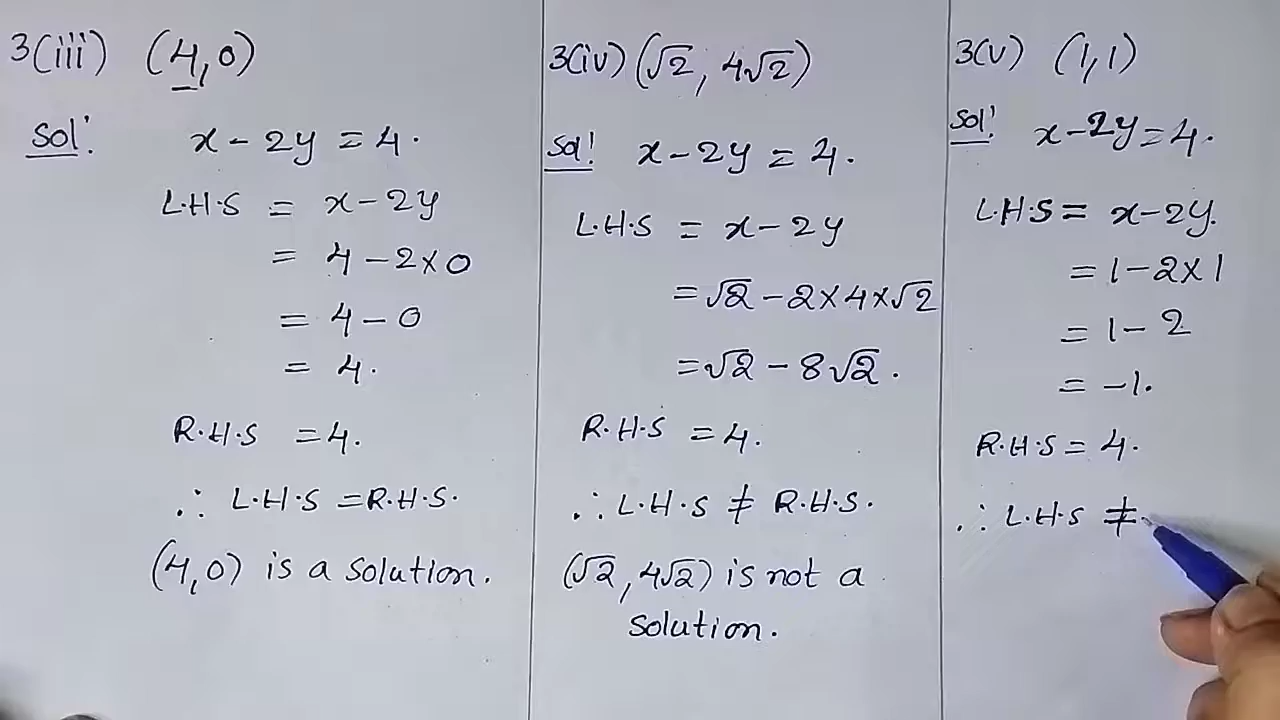 3(iii) (4,0)
Sol:
x - 2y = 4.
L.H.S = x - 2y
= 4 - 2×0
= 4 - 0
= 4.
R.H.S = 4.
∴ L.H.S = R.H.S.
(4,0) is a solution.
3(iv) (√2, 4√2)
Sol:
x - 2y = 4.
L.H.S = x - 2y
= √2 - 2×4×√2
= √2 - 8√2.
R.H.S = 4.
∴ L.H.S ≠ R.H.S.
(√2, 4√2) is not a
solution.
3(v) (1,1)
Sol:
x - 2y = 4.
L.H.S = x - 2y.
= 1 - 2×1
= 1 - 2
= -1.
R.H.S = 4.
∴ L.H.S ≠